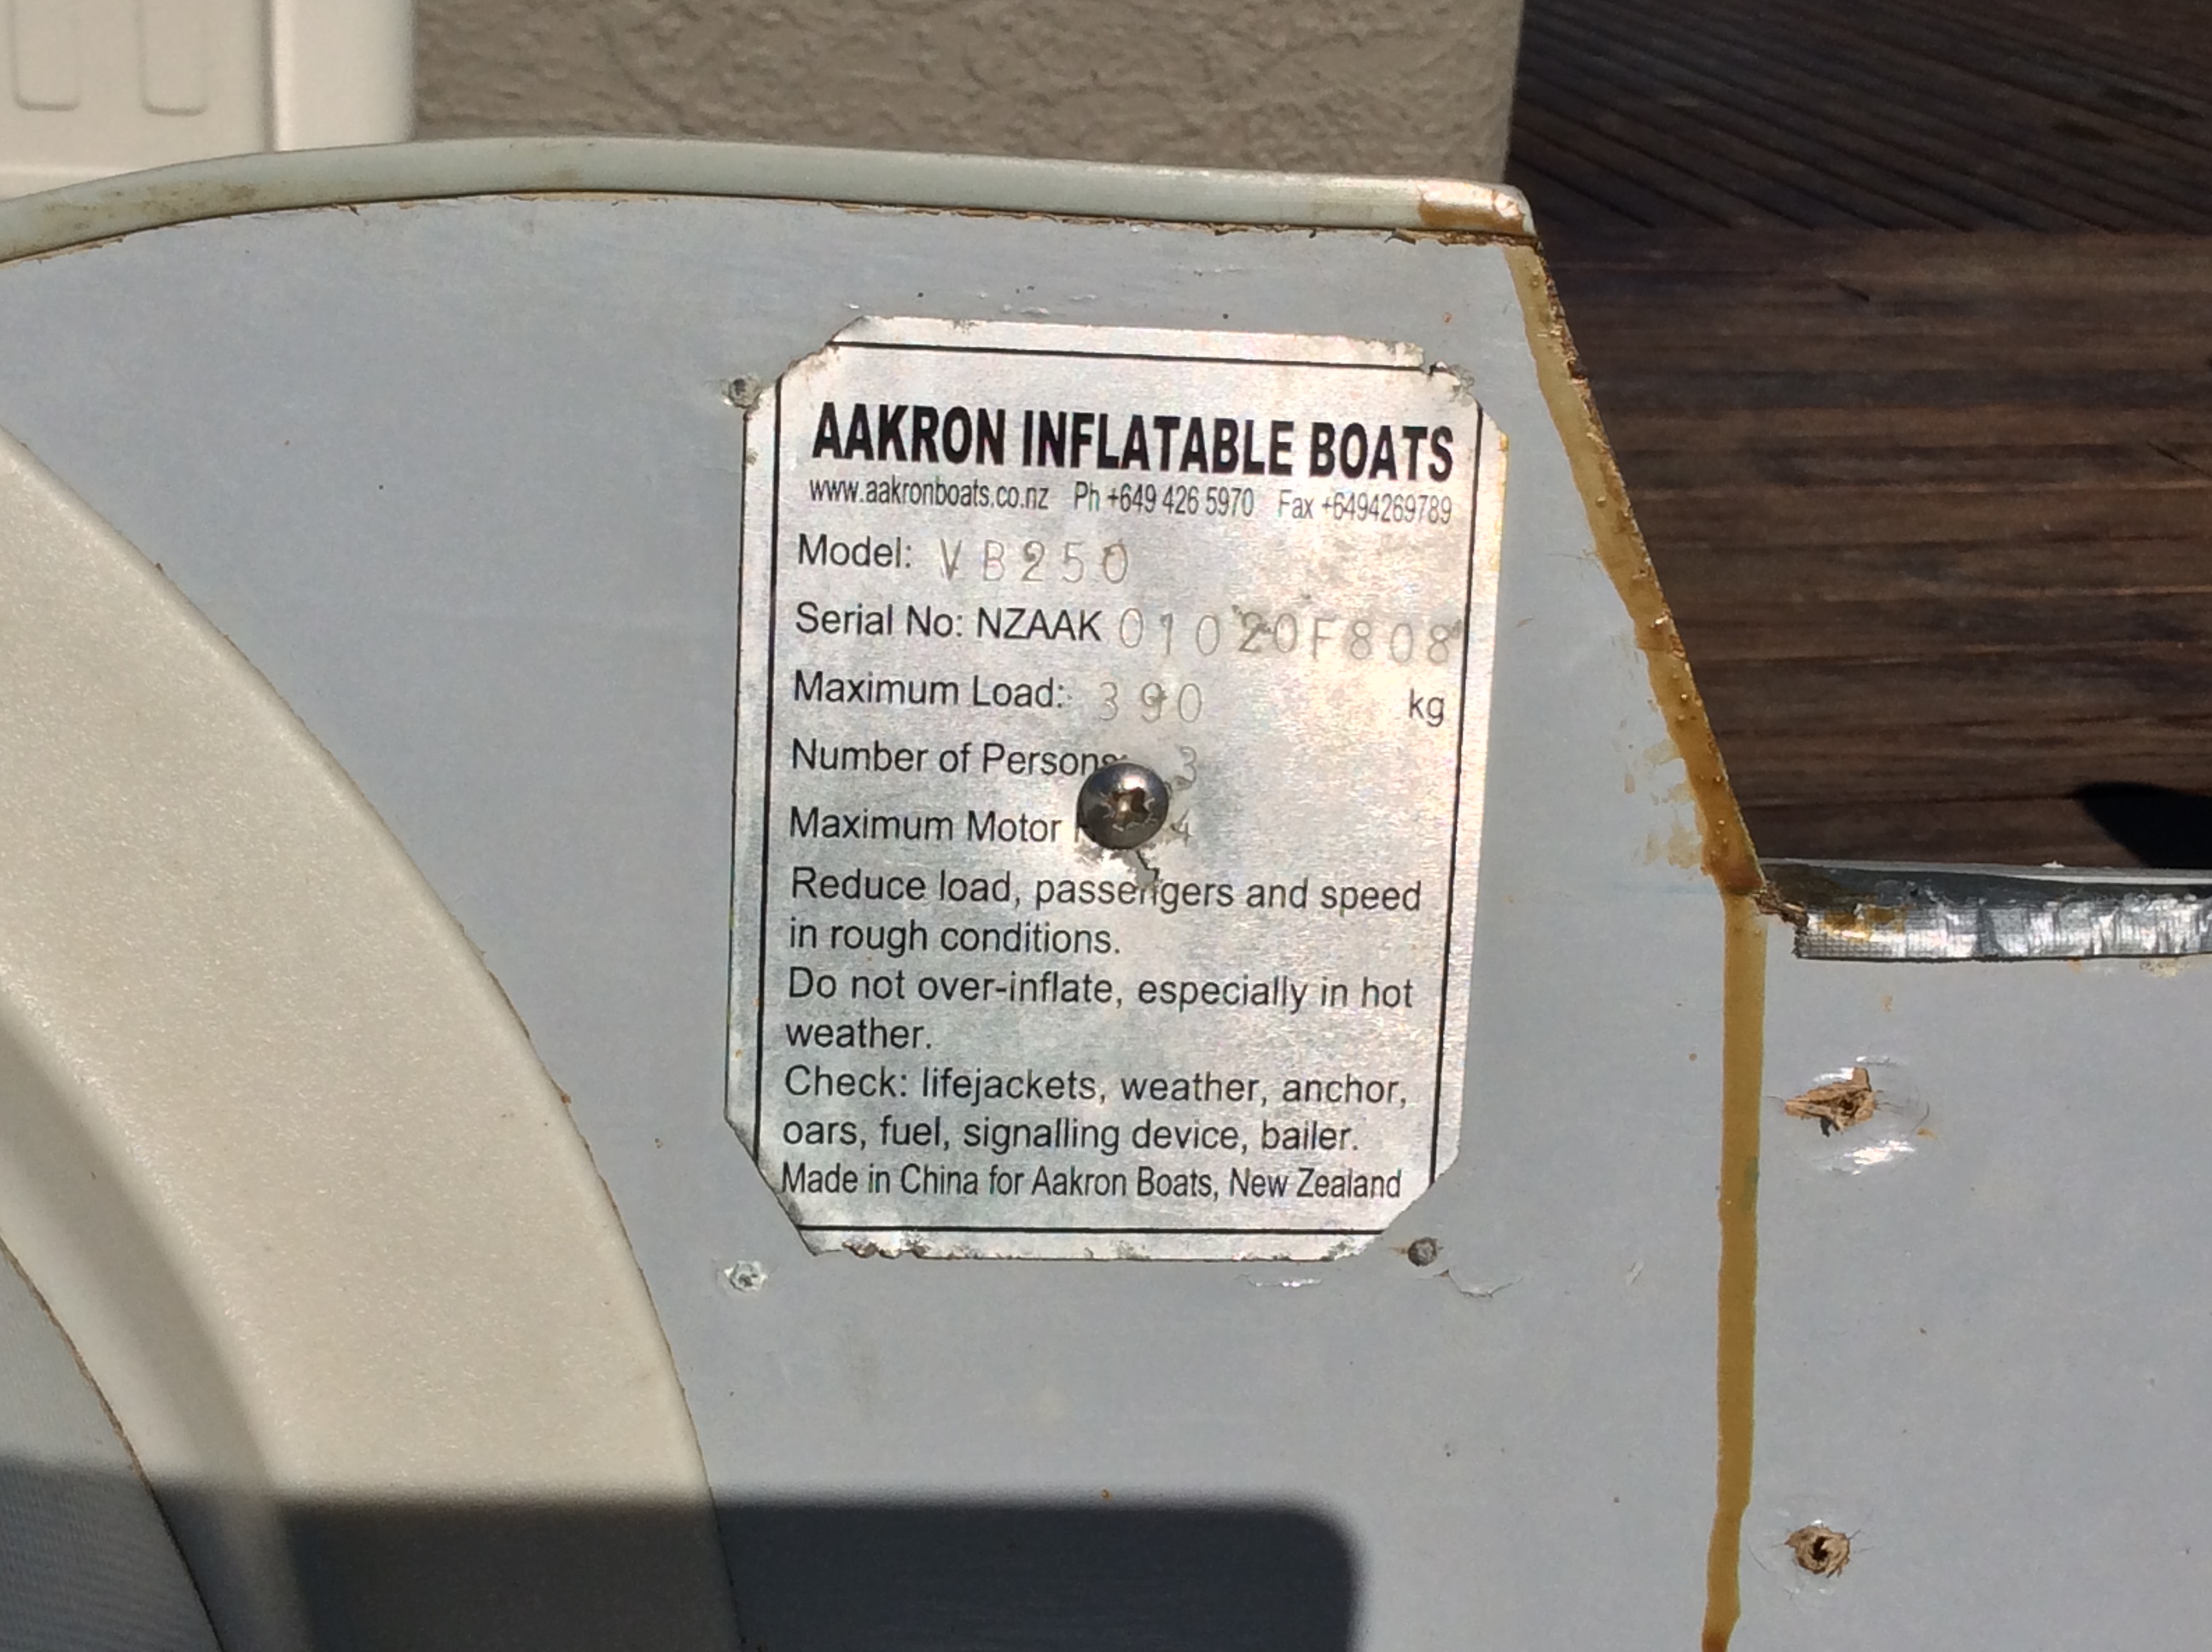 AAKRON INFLATABLE BOATS
www.aakronboats.co.nz Ph +649 426 5970 Fax +6494269789
Model: VB250
Serial No: NZAAK 01020F808
Maximum Load: 390 kg
Number of Persons: 3
Maximum Motor 4
Reduce load, passengers and speed
in rough conditions.
Do not over-inflate, especially in hot
weather.
Check: lifejackets, weather, anchor,
oars, fuel, signalling device, bailer.
Made in China for Aakron Boats, New Zealand